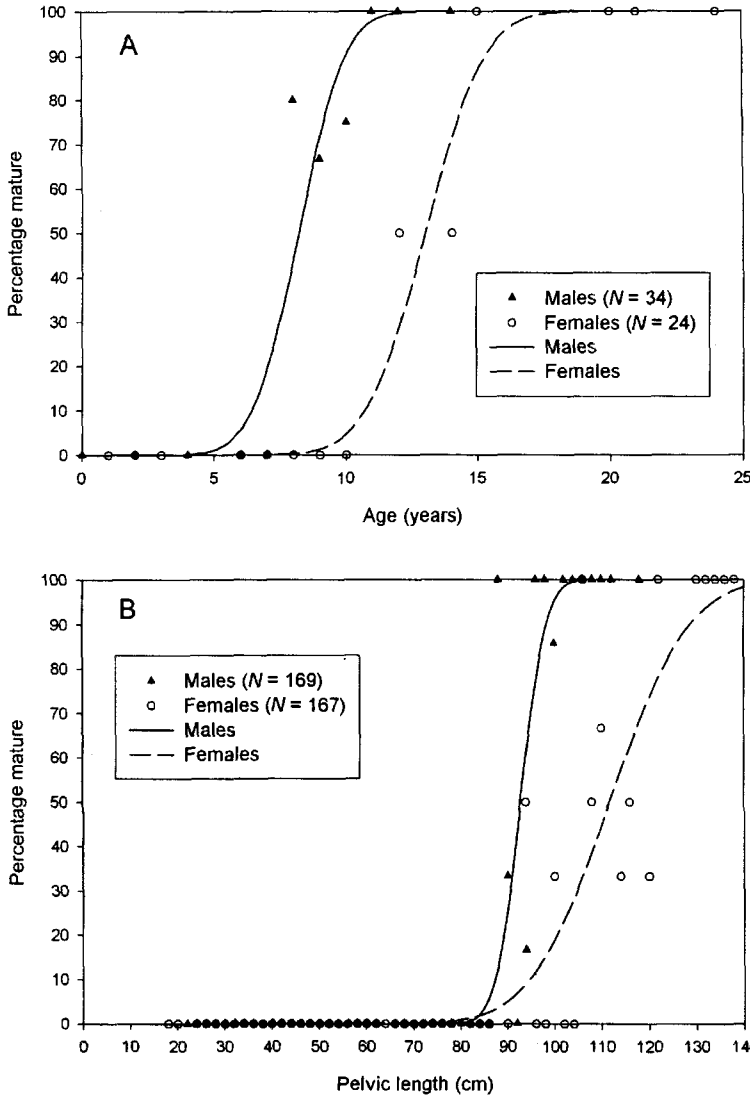 A
Percentage mature
100
90
80
70
60
50
40
30
20
10
0
Males (N = 34)
Females (N = 24)
Males
Females
0 5 10 15 20 25
Age (years)
B
Percentage mature
100
90
80
70
60
50
40
30
20
10
0
Males (N = 169)
Females (N = 167)
Males
Females
0 10 20 30 40 50 60 70 80 90 100 110 120 130 14
Pelvic length (cm)